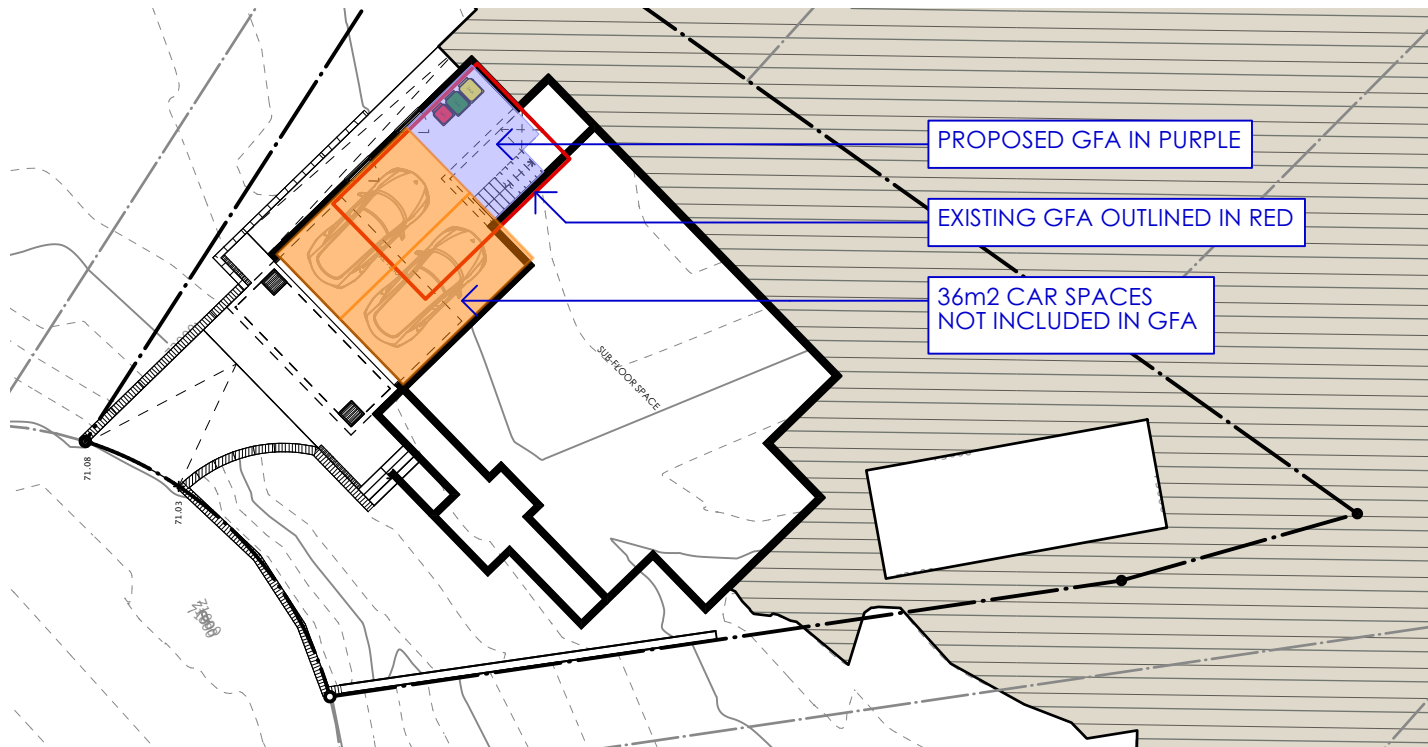 PROPOSED GFA IN PURPLE
EXISTING GFA OUTLINED IN RED
36m2 CAR SPACES
NOT INCLUDED IN GFA
SUB-FLOOR SPACE
71.08
71.03